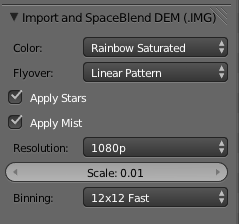 Import and SpaceBlend DEM (.IMG)
Color: Rainbow Saturated
Flyover: Linear Pattern
Apply Stars
Apply Mist
Resolution: 1080p
Scale: 0.01
Binning: 12x12 Fast